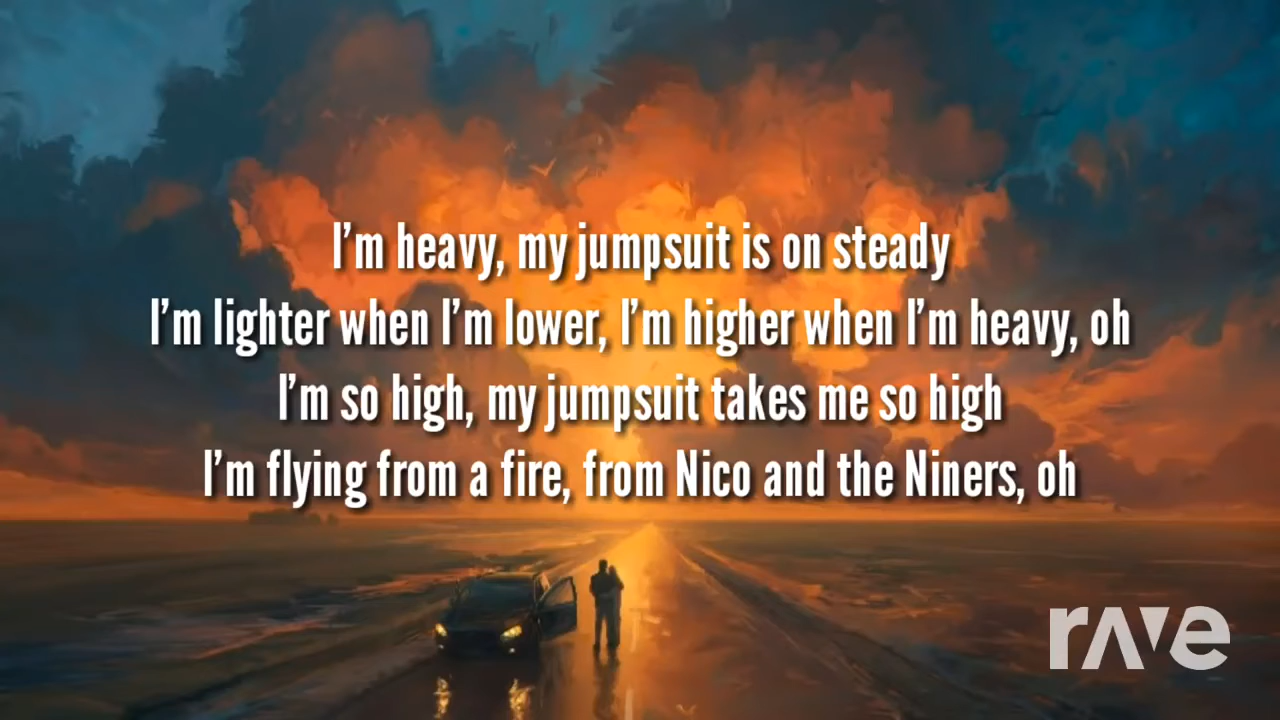 I'm heavy, my jumpsuit is on steady
I'm lighter when I'm lower, I'm higher when I'm heavy, oh
I'm so high, my jumpsuit takes me so high
I'm flying from a fire, from Nico and the Niners, oh
rave